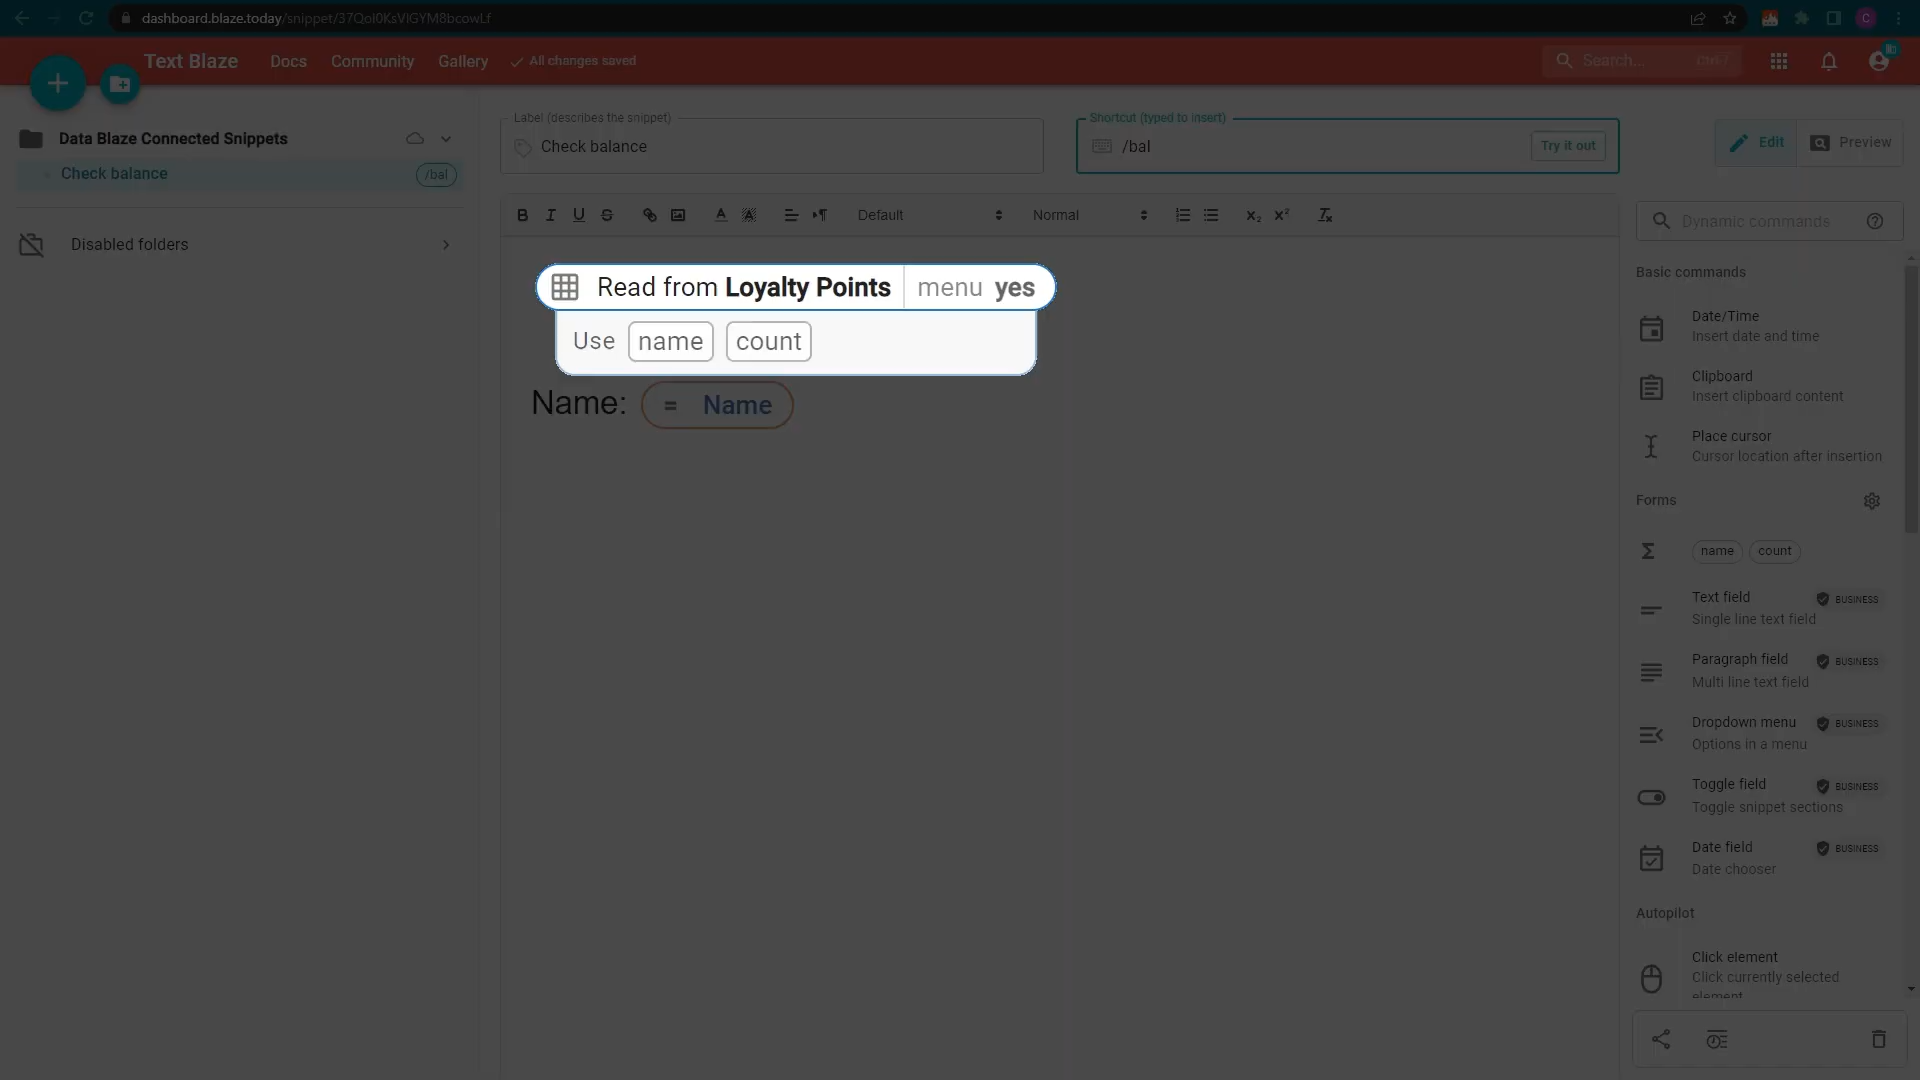 dashboard.blaze.today/snippet/37QoI0KsVIGYM8bcowLf
C
Text Blaze
Docs
Community
Gallery
All changes saved
Search...
Ctrl /
Data Blaze Connected Snippets
Check balance
/bal
Disabled folders
Label (describes the snippet)
Check balance
Shortcut (typed to insert)
/bal
Try it out
Edit
Preview
Default
Normal
Read from Loyalty Points menu yes
Use name count
Name: = Name
Dynamic commands
Basic commands
Date/Time
Insert date and time
Clipboard
Insert clipboard content
Place cursor
Cursor location after insertion
Forms
name count
Text field BUSINESS
Single line text field
Paragraph field BUSINESS
Multi line text field
Dropdown menu BUSINESS
Options in a menu
Toggle field BUSINESS
Toggle snippet sections
Date field BUSINESS
Date chooser
Autopilot
Click element
Click currently selected
element